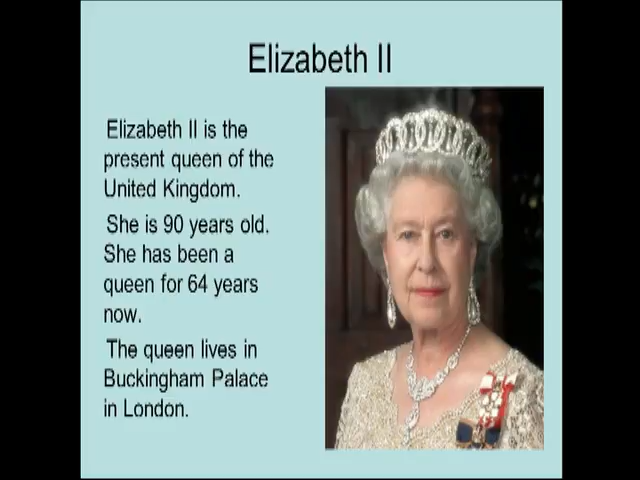 Elizabeth II
Elizabeth II is the
present queen of the
United Kingdom.
She is 90 years old.
She has been a
queen for 64 years
now.
The queen lives in
Buckingham Palace
in London.